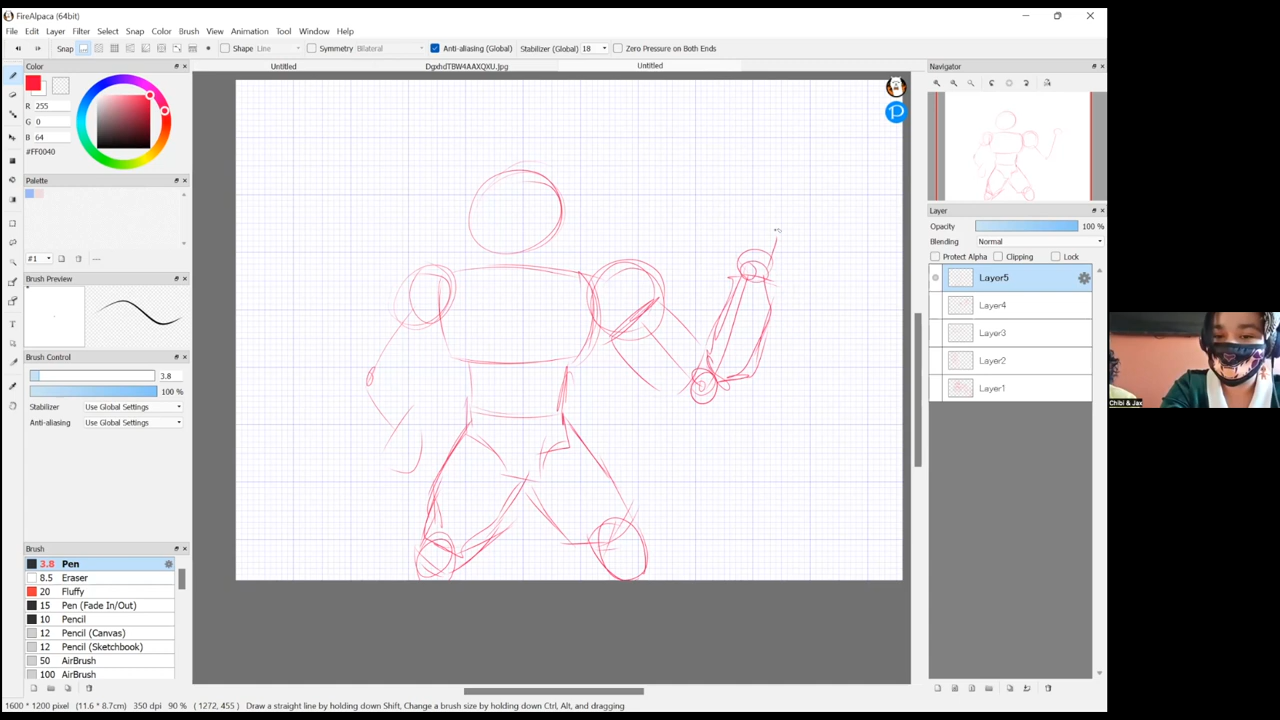 FireAlpaca (64bit)
File Edit Layer Filter Select Snap Color Brush View Animation Tool Window Help
Snap Shape Line Symmetry Bilateral Anti-aliasing (Global) Stabilizer (Global) 18 Zero Pressure on Both Ends
Untitled DgxhdTBW4AAXQXU.jpg Untitled
Color
R 255
G 0
B 64
#FF0040
Palette
#1 ---
Brush Preview
Brush Control
3.8
100 %
Stabilizer Use Global Settings
Anti-aliasing Use Global Settings
Brush
3.8 Pen
8.5 Eraser
20 Fluffy
15 Pen (Fade In/Out)
10 Pencil
12 Pencil (Canvas)
12 Pencil (Sketchbook)
50 AirBrush
100 AirBrush
Navigator
Layer
Opacity 100 %
Blending Normal
Protect Alpha Clipping Lock
Layer5
Layer4
Layer3
Layer2
Layer1
Chibi & Jax
1600 * 1200 pixel (11.6 * 8.7cm) 350 dpi 90 % ( 1272, 455 ) Draw a straight line by holding down Shift, Change a brush size by holding down Ctrl, Alt, and dragging